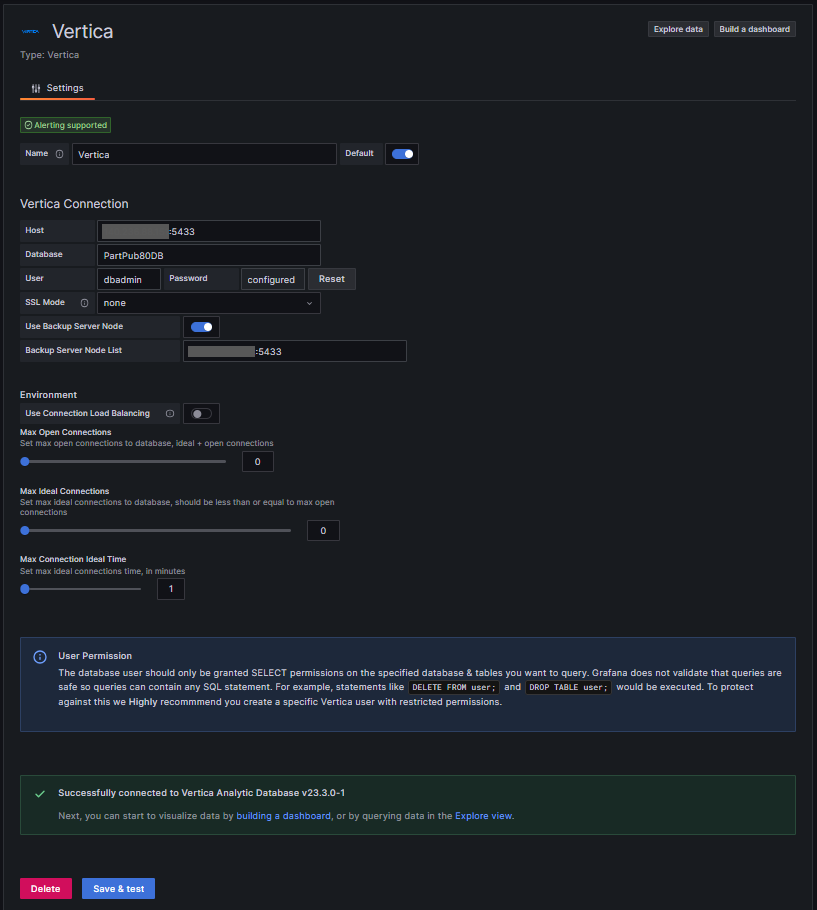 VERTICA Vertica Explore data Build a dashboard
Type: Vertica
Settings
Alerting supported
Name Vertica Default
Vertica Connection
Host :5433
Database PartPub80DB
User dbadmin Password configured Reset
SSL Mode none
Use Backup Server Node
Backup Server Node List :5433
Environment
Use Connection Load Balancing
Max Open Connections
Set max open connections to database, ideal + open connections
0
Max Ideal Connections
Set max ideal connections to database, should be less than or equal to max open
connections
0
Max Connection Ideal Time
Set max ideal connections time, in minutes
1
User Permission
The database user should only be granted SELECT permissions on the specified database & tables you want to query. Grafana does not validate that queries are
safe so queries can contain any SQL statement. For example, statements like DELETE FROM user; and DROP TABLE user; would be executed. To protect
against this we Highly recommmend you create a specific Vertica user with restricted permissions.
Successfully connected to Vertica Analytic Database v23.3.0-1
Next, you can start to visualize data by building a dashboard, or by querying data in the Explore view.
Delete Save & test